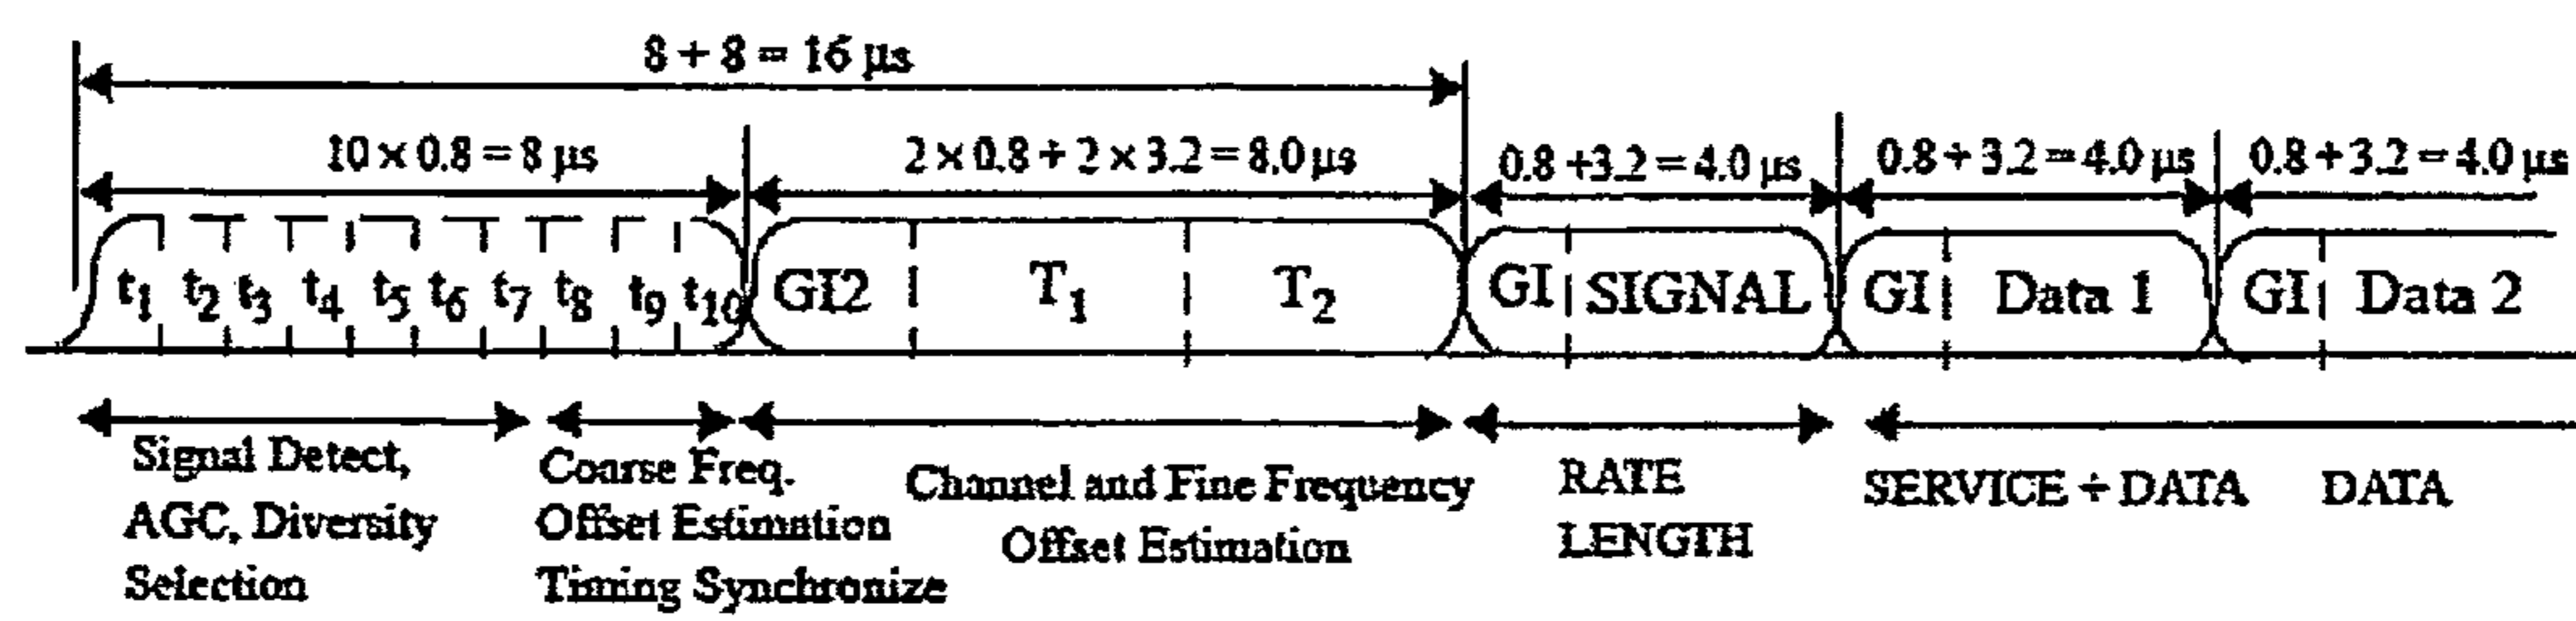 8 + 8 = 16 µs
10 × 0.8 = 8 µs
2 × 0.8 + 2 × 3.2 = 8.0 µs
0.8 +3.2 = 4.0 µs
0.8 + 3.2 = 4.0 µs
0.8 + 3.2 = 4.0 µs
t1 t2 t3 t4 t5 t6 t7 t8 t9 t10 GI2 T1 T2 GI SIGNAL GI Data 1 GI Data 2
Signal Detect,
AGC, Diversity
Selection
Coarse Freq.
Offset Estimation
Timing Synchronize
Channel and Fine Frequency
Offset Estimation
RATE
LENGTH
SERVICE + DATA
DATA